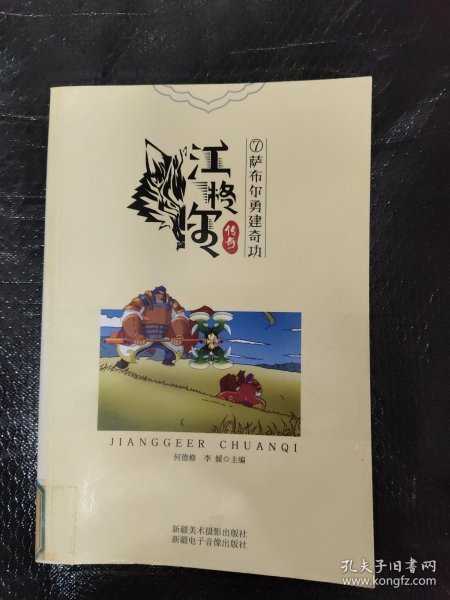 江格尔
传奇
⑦萨布尔勇建奇功
JIANGGEER CHUANQI
何德修 李媛◎主编
新疆美术摄影出版社
新疆电子音像出版社
孔夫子旧书网
www.kongfz.com